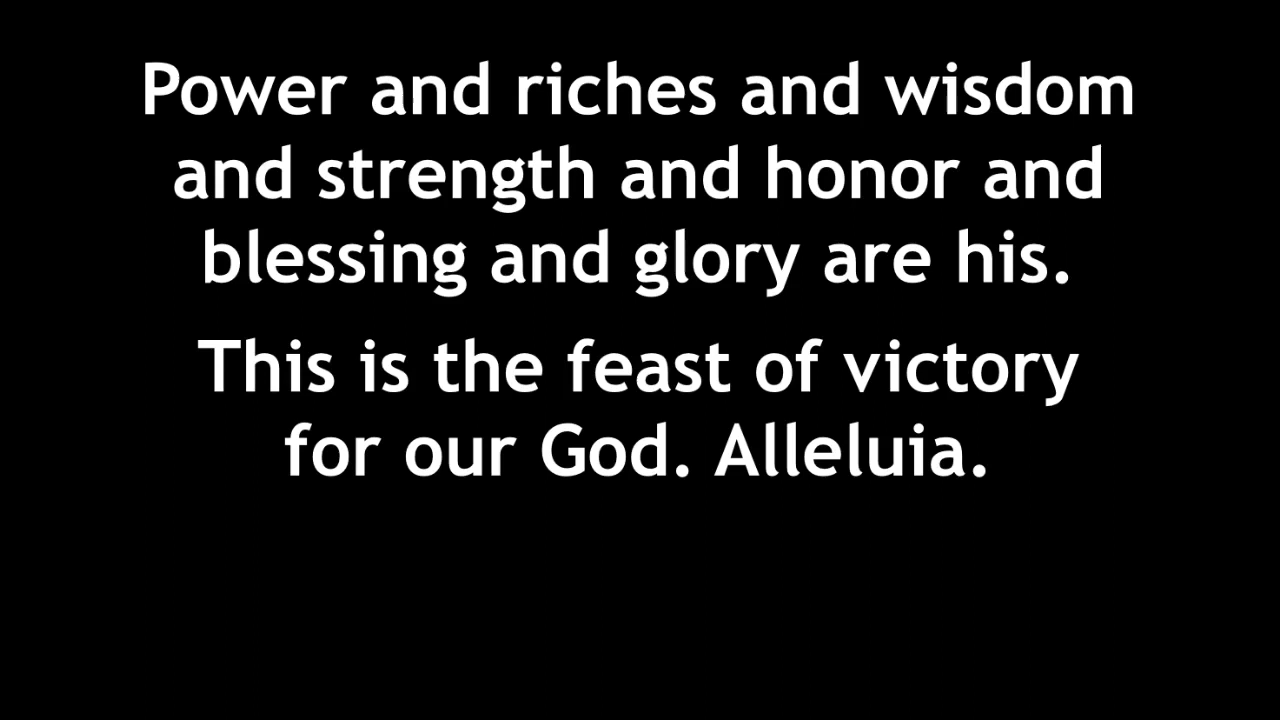 Power and riches and wisdom
and strength and honor and
blessing and glory are his.
This is the feast of victory
for our God. Alleluia.